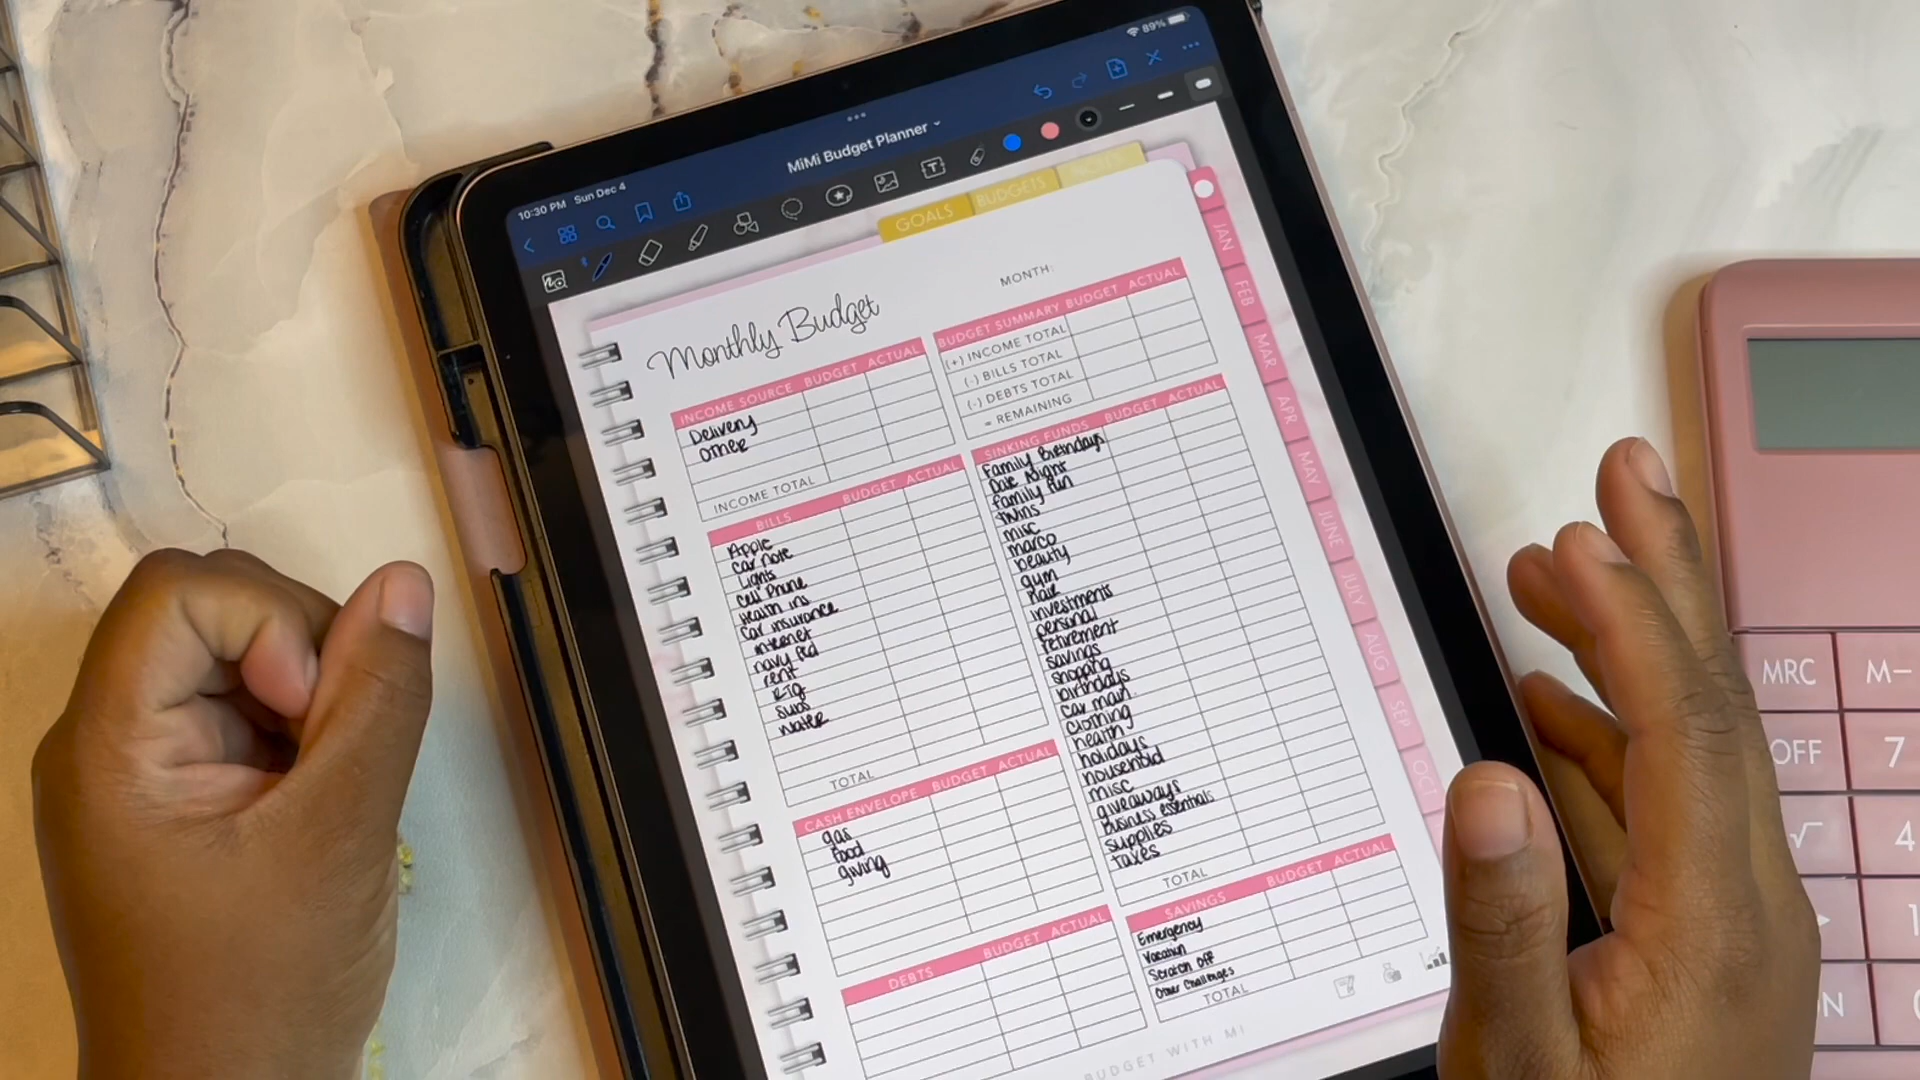 89%
10:30 PM Sun Dec 4
MiMi Budget Planner
GOALS
BUDGETS
NOTES
Monthly Budget
MONTH:
INCOME SOURCE BUDGET ACTUAL
Delivery
other
INCOME TOTAL
BILLS BUDGET ACTUAL
Apple
car note
Lights
cell Phone
Health ins
car insurance
internet
navy Fed
rent
Rig
subs
water
TOTAL
CASH ENVELOPE BUDGET ACTUAL
gas
food
giving
DEBTS BUDGET ACTUAL
BUDGET SUMMARY BUDGET ACTUAL
(+) INCOME TOTAL
(-) BILLS TOTAL
(-) DEBTS TOTAL
= REMAINING
SINKING FUNDS BUDGET ACTUAL
Family Birthdays
Date Night
family fun
twins
misc
marco
beauty
gym
Hair
investments
personal
retirement
savings
shopping
birthdays
car main.
clothing
health
holidays
household
misc
giveaways
Business essentials
supplies
taxes
TOTAL
SAVINGS BUDGET ACTUAL
Emergency
Vacation
Scratch off
Other Challenges
TOTAL
BUDGET WITH MI
JAN
FEB
MAR
APR
MAY
JUNE
JULY
AUG
SEP
OCT
MRC M-
OFF 7
√ 4
1